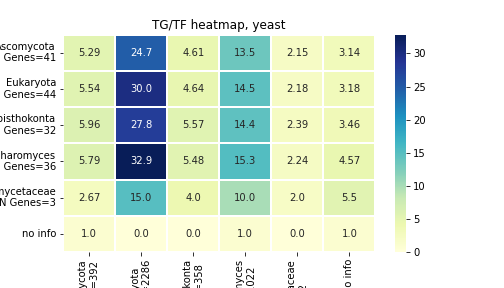 TG/TF heatmap, yeast
Ascomycota
Genes=41
5.29 24.7 4.61 13.5 2.15 3.14
Eukaryota
Genes=44
5.54 30.0 4.64 14.5 2.18 3.18
pisthokonta
Genes=32
5.96 27.8 5.57 14.4 2.39 3.46
haromyces
Genes=36
5.79 32.9 5.48 15.3 2.24 4.57
mycetaceae
N Genes=3
2.67 15.0 4.0 10.0 2.0 5.5
no info
1.0 0.0 0.0 1.0 0.0 1.0
30
25
20
15
10
5
0
ycota
=392
yota
2286
konta
=358
myces
022
aceae
no info